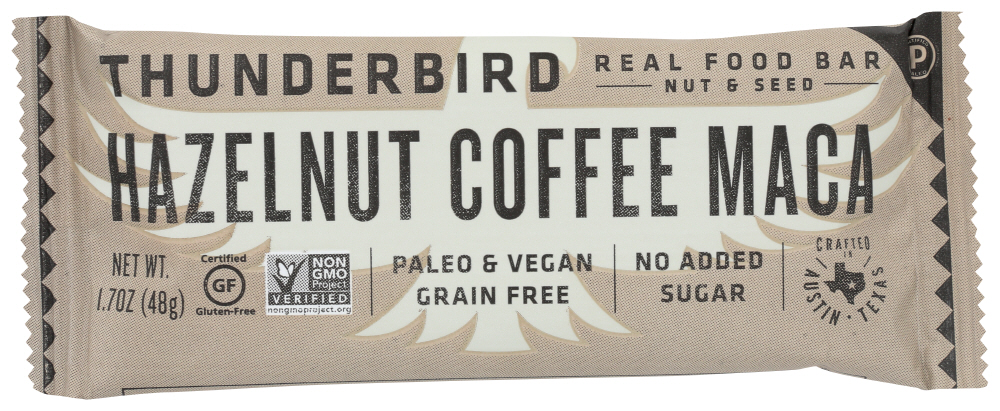 THUNDERBIRD
REAL FOOD BAR
NUT & SEED
P
HAZELNUT COFFEE MACA
NET WT.
1.7OZ (48g)
Certified
GF
Gluten-Free
NON
GMO
Project
VERIFIED
nongmoproject.org
PALEO & VEGAN
GRAIN FREE
NO ADDED
SUGAR
CRAFTED
IN
AUSTIN · TEXAS